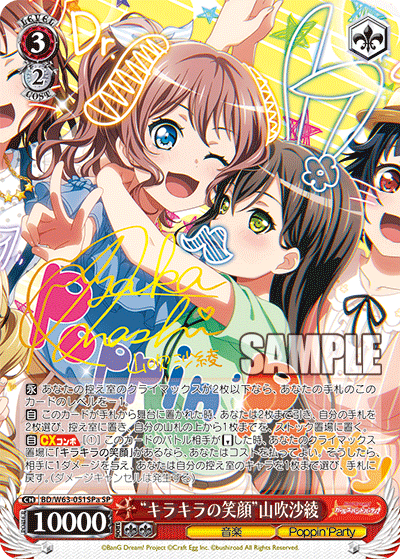 LEVEL
3
2
COST
Dr
Poppin'
Ayaka
Ohashi
山吹沙綾
SAMPLE
永 あなたの控え室のクライマックスが2枚以下なら、あなたの手札のこの
カードのレベルを－1。
自 このカードが手札から舞台に置かれた時、あなたは2枚まで引き、自分の手札を
2枚選び、控え室に置き、自分の山札の上から1枚までを、ストック置場に置く。
自 CXコンボ [(1)] このカードのバトル相手が【リバース】した時、あなたのクライマックス
置場に「キラキラの笑顔」があるなら、あなたはコストを払ってよい。そうしたら、
相手に1ダメージを与え、あなたは自分の控え室のキャラを1枚まで選び、手札に
戻す。(ダメージキャンセルは発生する)
CH BD/W63-051SPa SP
10000
“キラキラの笑顔”山吹沙綾
音楽
Poppin'Party
©BanG Dream! Project ©Craft Egg Inc. ©bushiroad All Rights Reserved.